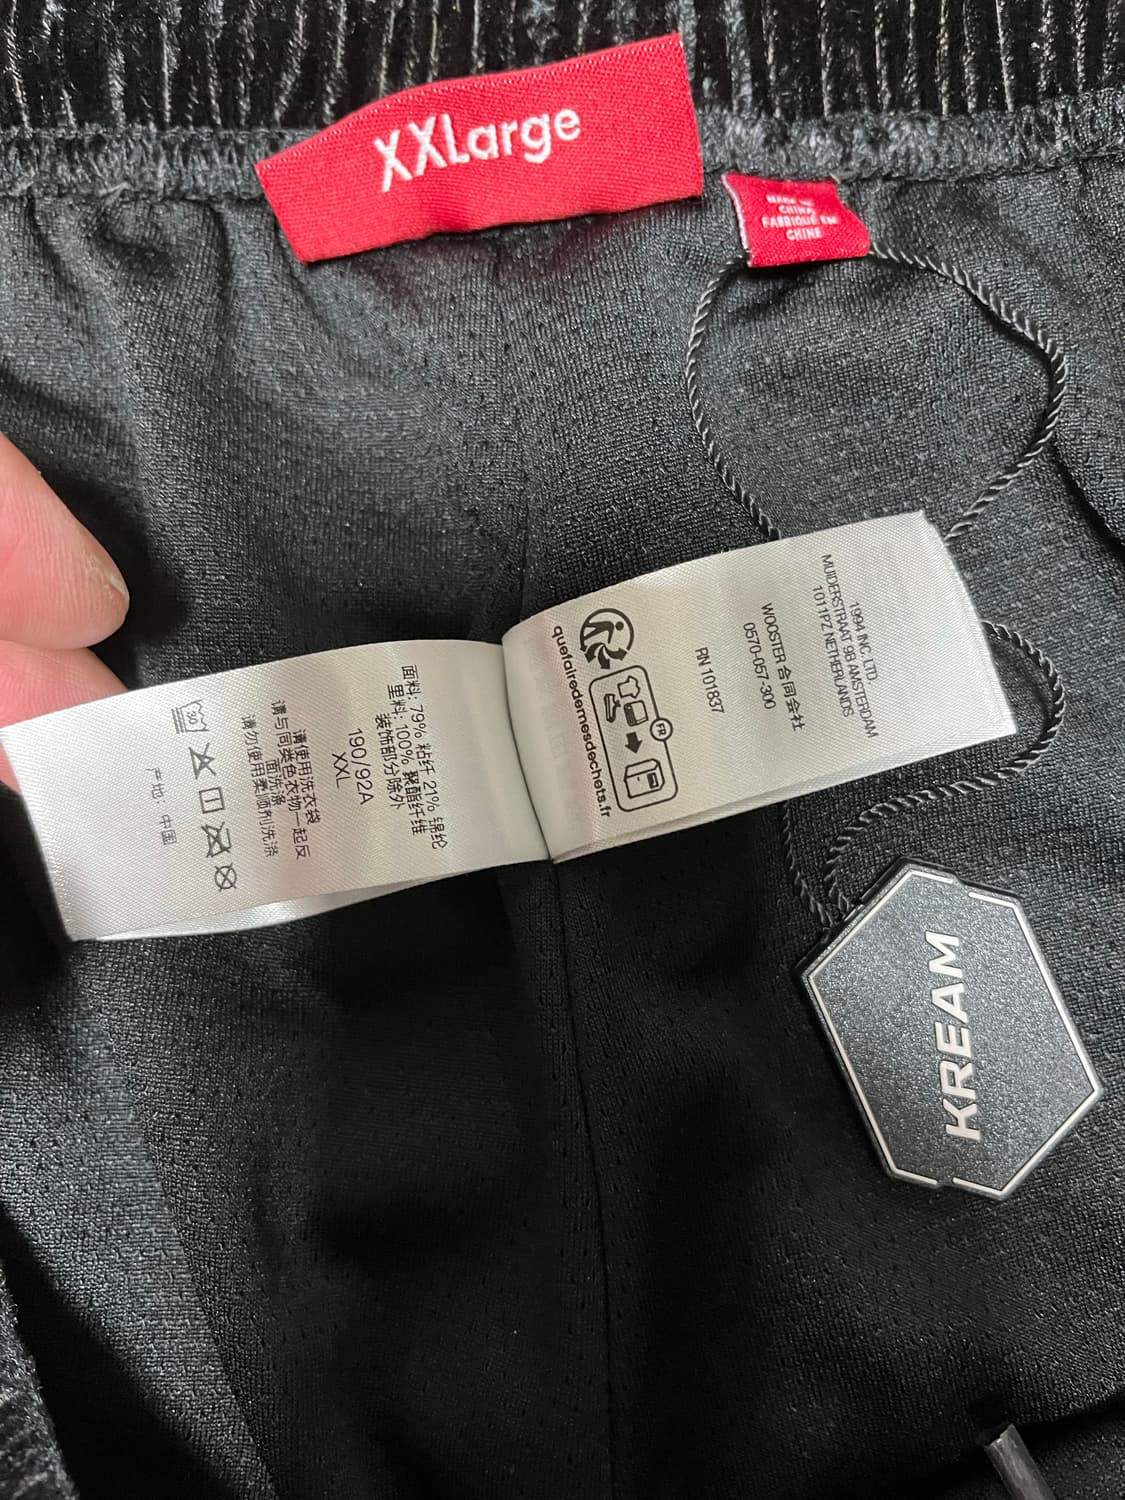 XXLarge
MADE IN
CHINA
FABRIQUÉ EN
CHINE
1994 INC. LTD.
MUIDERSTRAAT 9B AMSTERDAM
1011PZ NETHERLANDS
WOOSTER 合同会社
0570-057-300
RN 101837
FR
quefairedemesdechets.fr
面料: 79% 粘纤 21% 锦纶
里料: 100% 聚酯纤维
装饰部分除外
190/92A
XXL
请使用洗衣袋
请与同类色衣物一起反
面洗涤
请勿使用柔顺剂洗涤
30
产地: 中国
KREAM